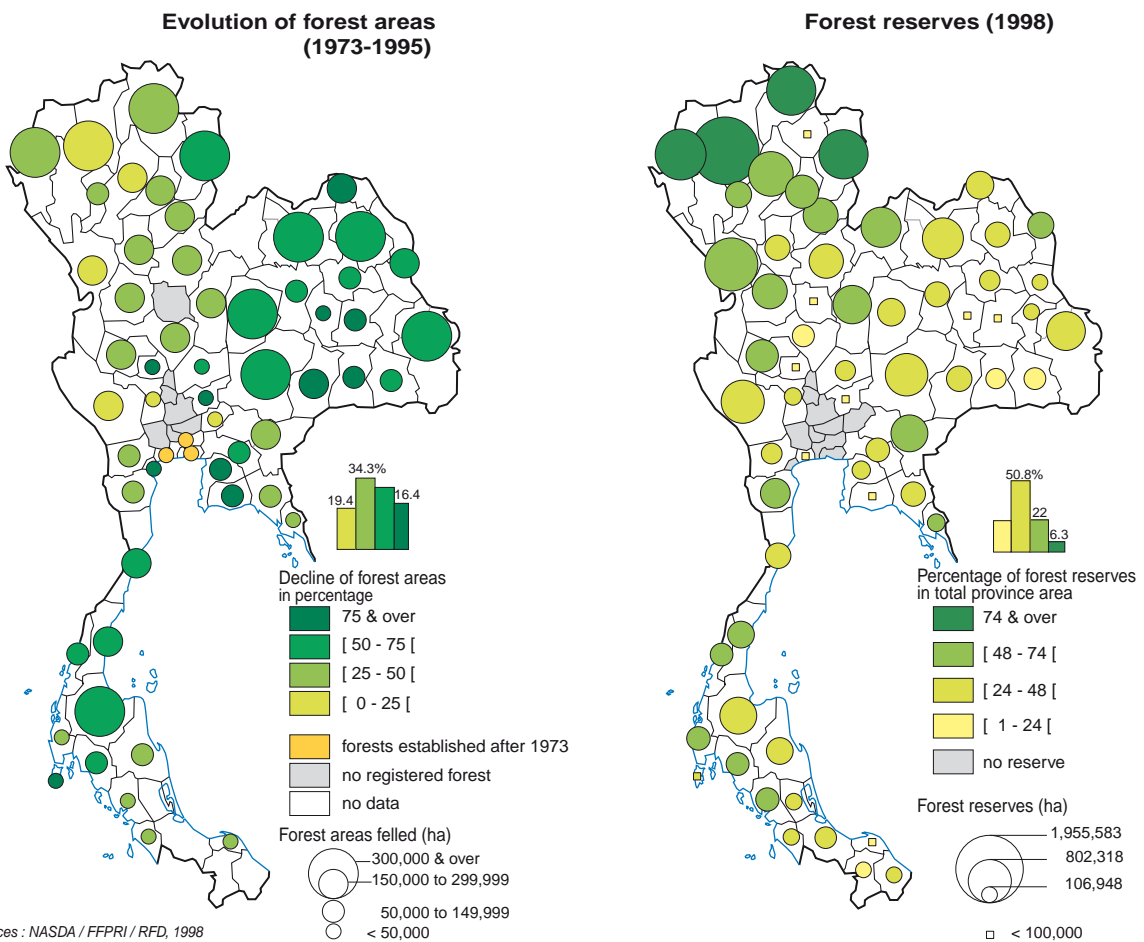 Evolution of forest areas
(1973-1995)
34.3%
19.4
16.4
Decline of forest areas
in percentage
75 & over
[ 50 - 75 [
[ 25 - 50 [
[ 0 - 25 [
forests established after 1973
no registered forest
no data
Forest areas felled (ha)
300,000 & over
150,000 to 299,999
50,000 to 149,999
< 50,000
ces : NASDA / FFPRI / RFD, 1998
Forest reserves (1998)
50.8%
22
6.3
Percentage of forest reserves
in total province area
74 & over
[ 48 - 74 [
[ 24 - 48 [
[ 1 - 24 [
no reserve
Forest reserves (ha)
1,955,583
802,318
106,948
< 100,000